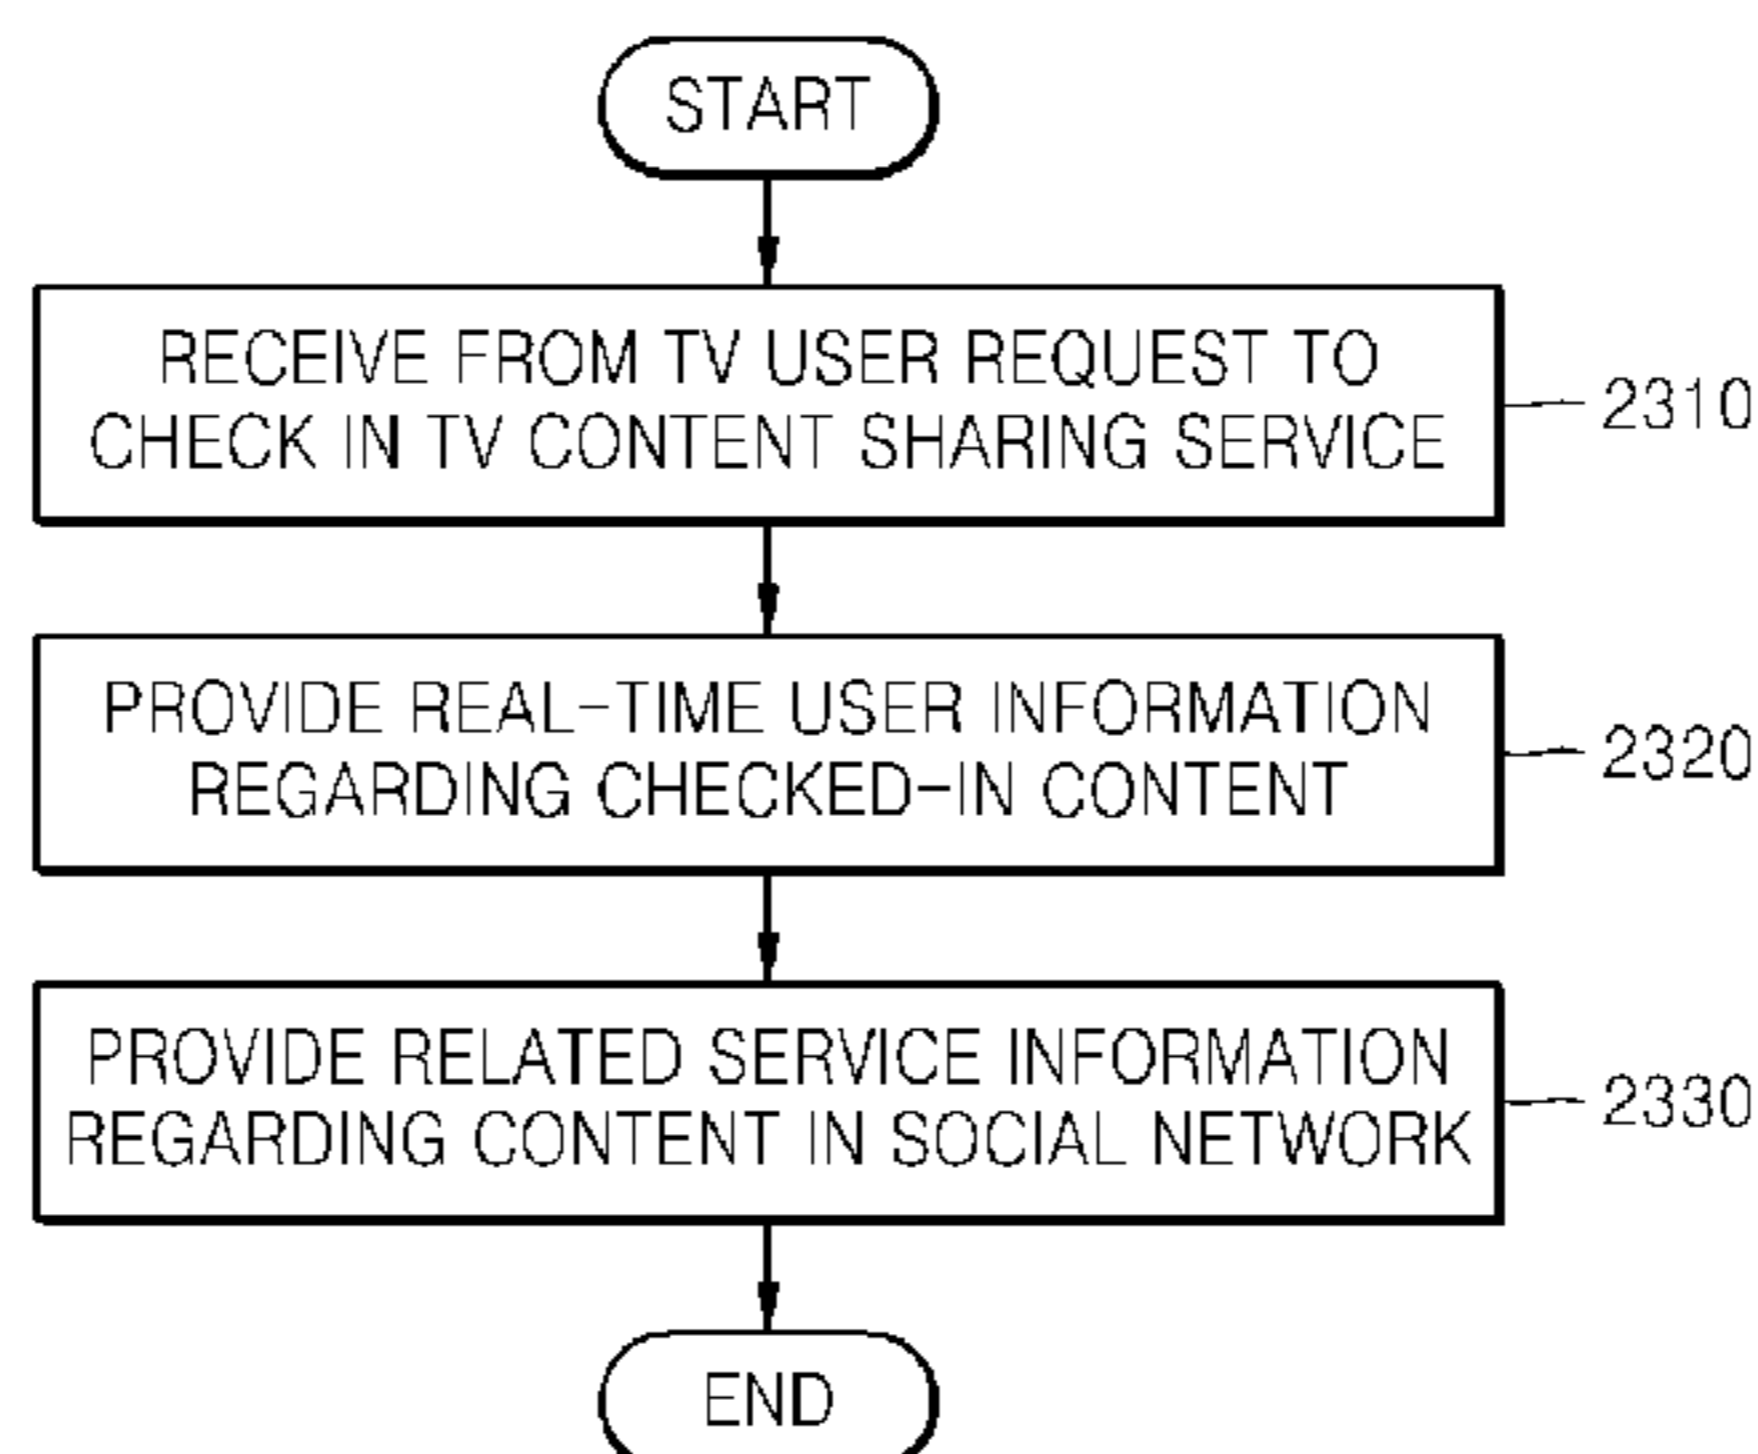 START
RECEIVE FROM TV USER REQUEST TO
CHECK IN TV CONTENT SHARING SERVICE
2310
PROVIDE REAL-TIME USER INFORMATION
REGARDING CHECKED-IN CONTENT
2320
PROVIDE RELATED SERVICE INFORMATION
REGARDING CONTENT IN SOCIAL NETWORK
2330
END